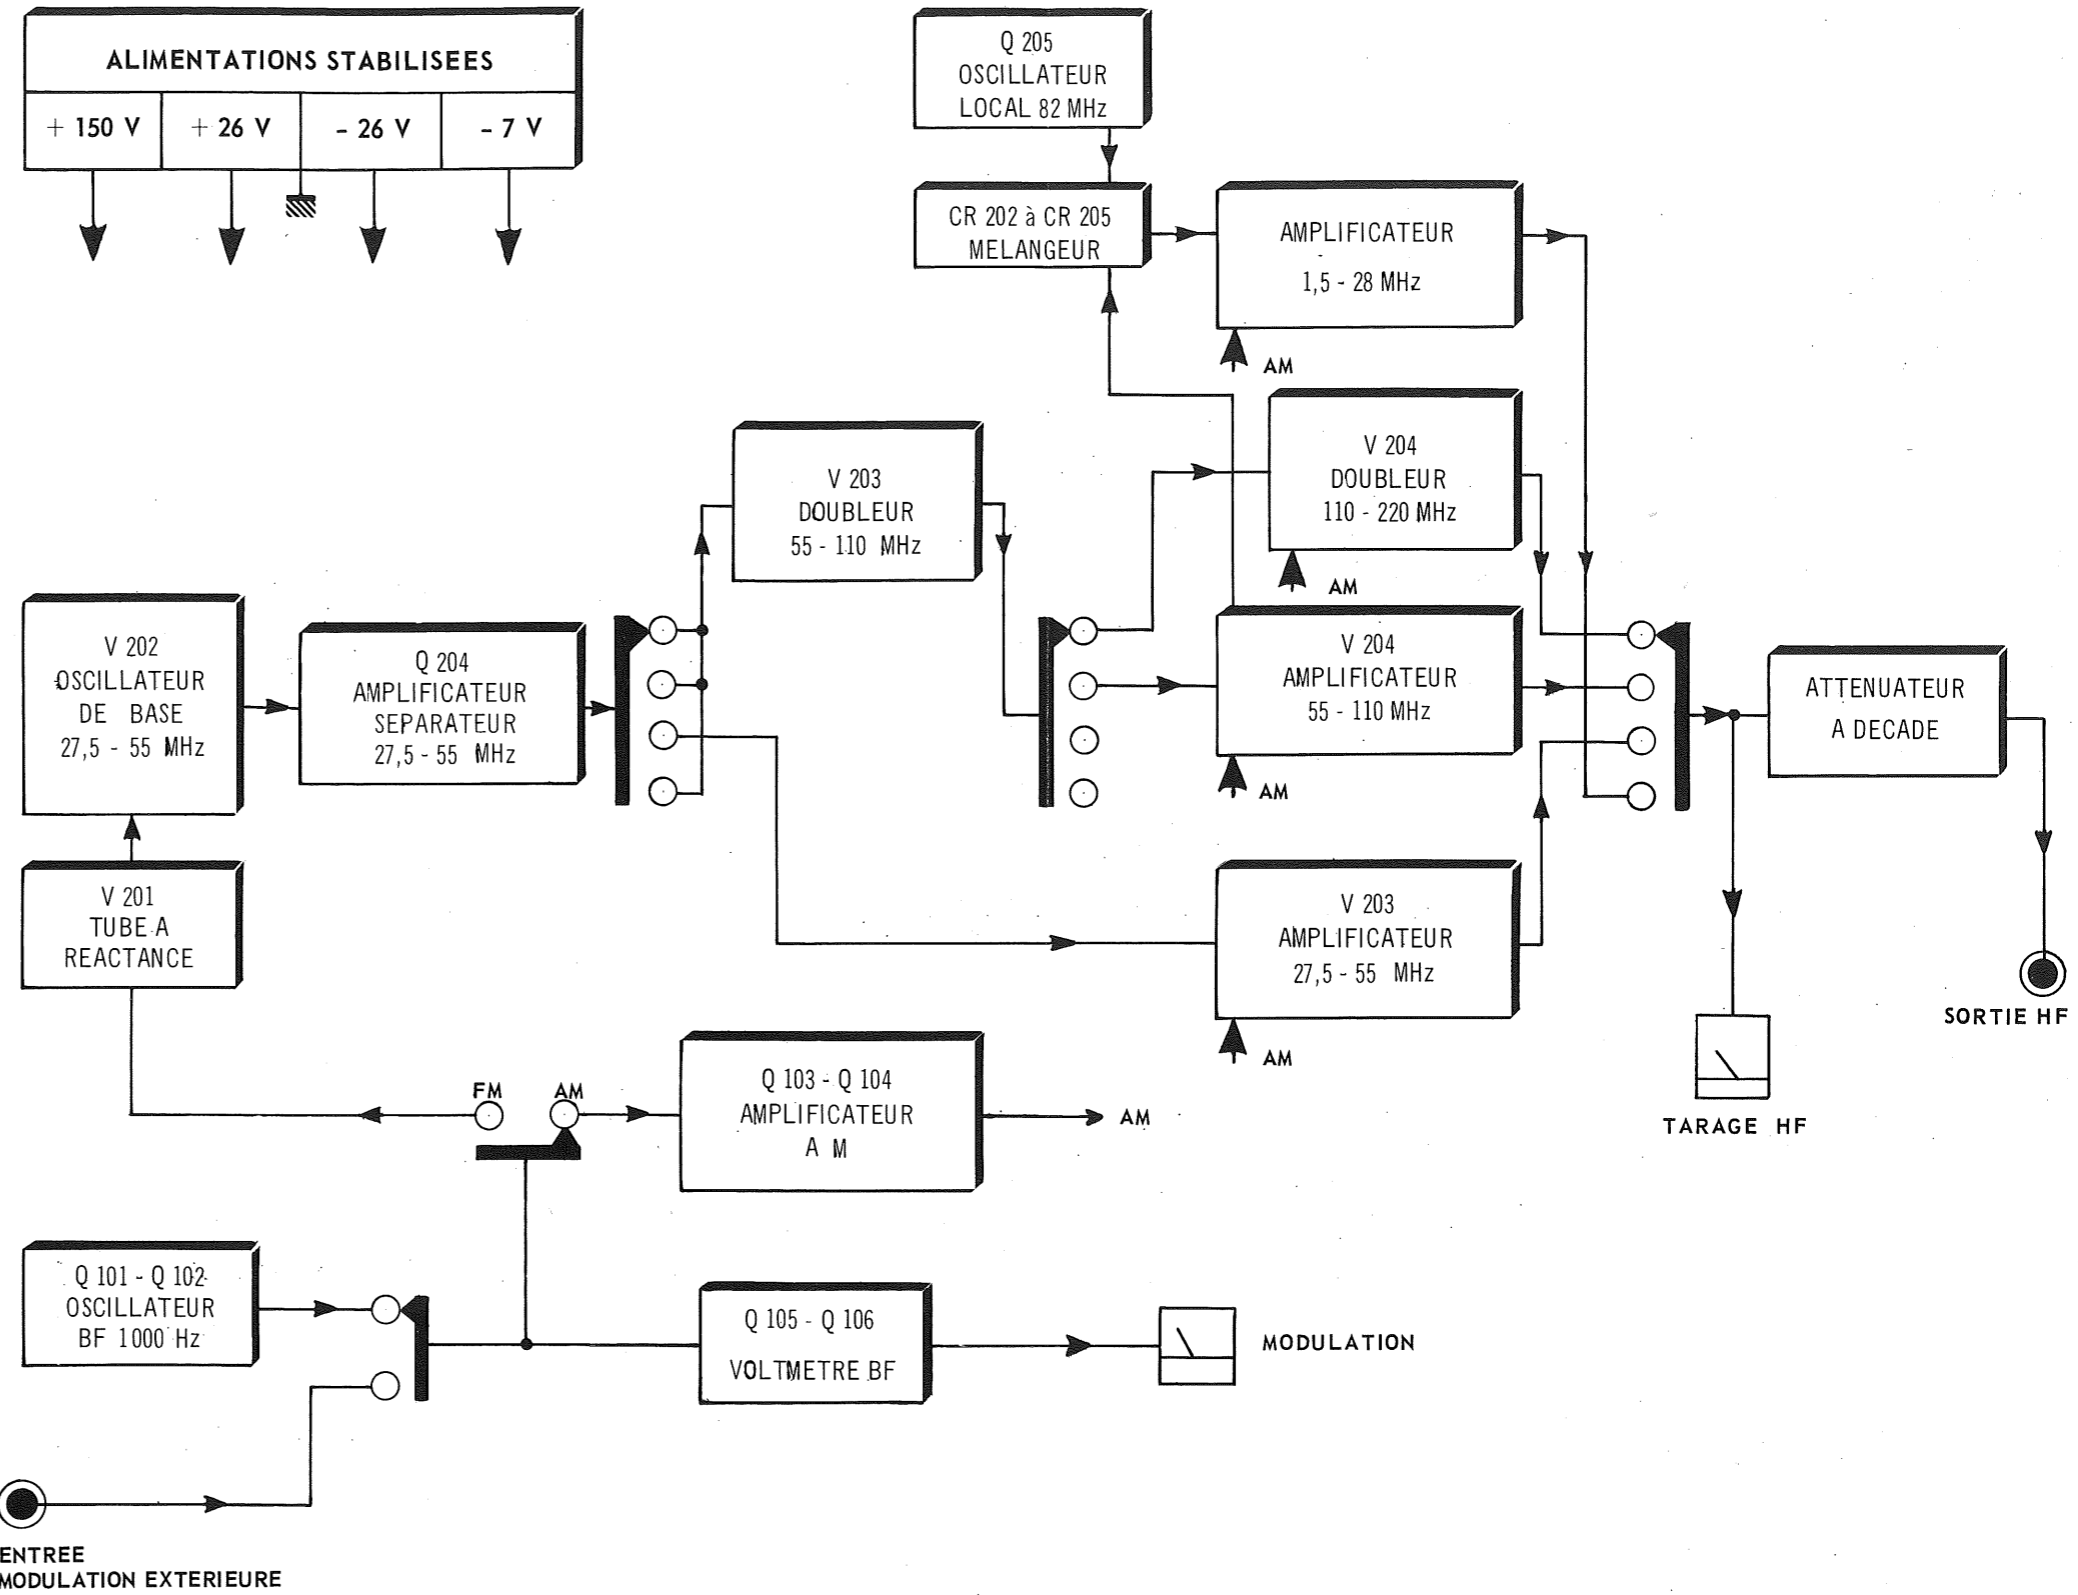 ALIMENTATIONS STABILISEES
+ 150 V
+ 26 V
- 26 V
- 7 V
Q 205
OSCILLATEUR
LOCAL 82 MHz
CR 202 à CR 205
MELANGEUR
AMPLIFICATEUR
1,5 - 28 MHz
AM
V 204
DOUBLEUR
110 - 220 MHz
AM
V 203
DOUBLEUR
55 - 110 MHz
V 202
OSCILLATEUR
DE BASE
27,5 - 55 MHz
Q 204
AMPLIFICATEUR
SEPARATEUR
27,5 - 55 MHz
V 204
AMPLIFICATEUR
55 - 110 MHz
AM
ATTENUATEUR
A DECADE
V 201
TUBE A
REACTANCE
V 203
AMPLIFICATEUR
27,5 - 55 MHz
AM
SORTIE HF
TARAGE HF
FM
AM
Q 103 - Q 104
AMPLIFICATEUR
A M
AM
Q 101 - Q 102
OSCILLATEUR
BF 1000 Hz
Q 105 - Q 106
VOLTMETRE BF
MODULATION
ENTREE
MODULATION EXTERIEURE